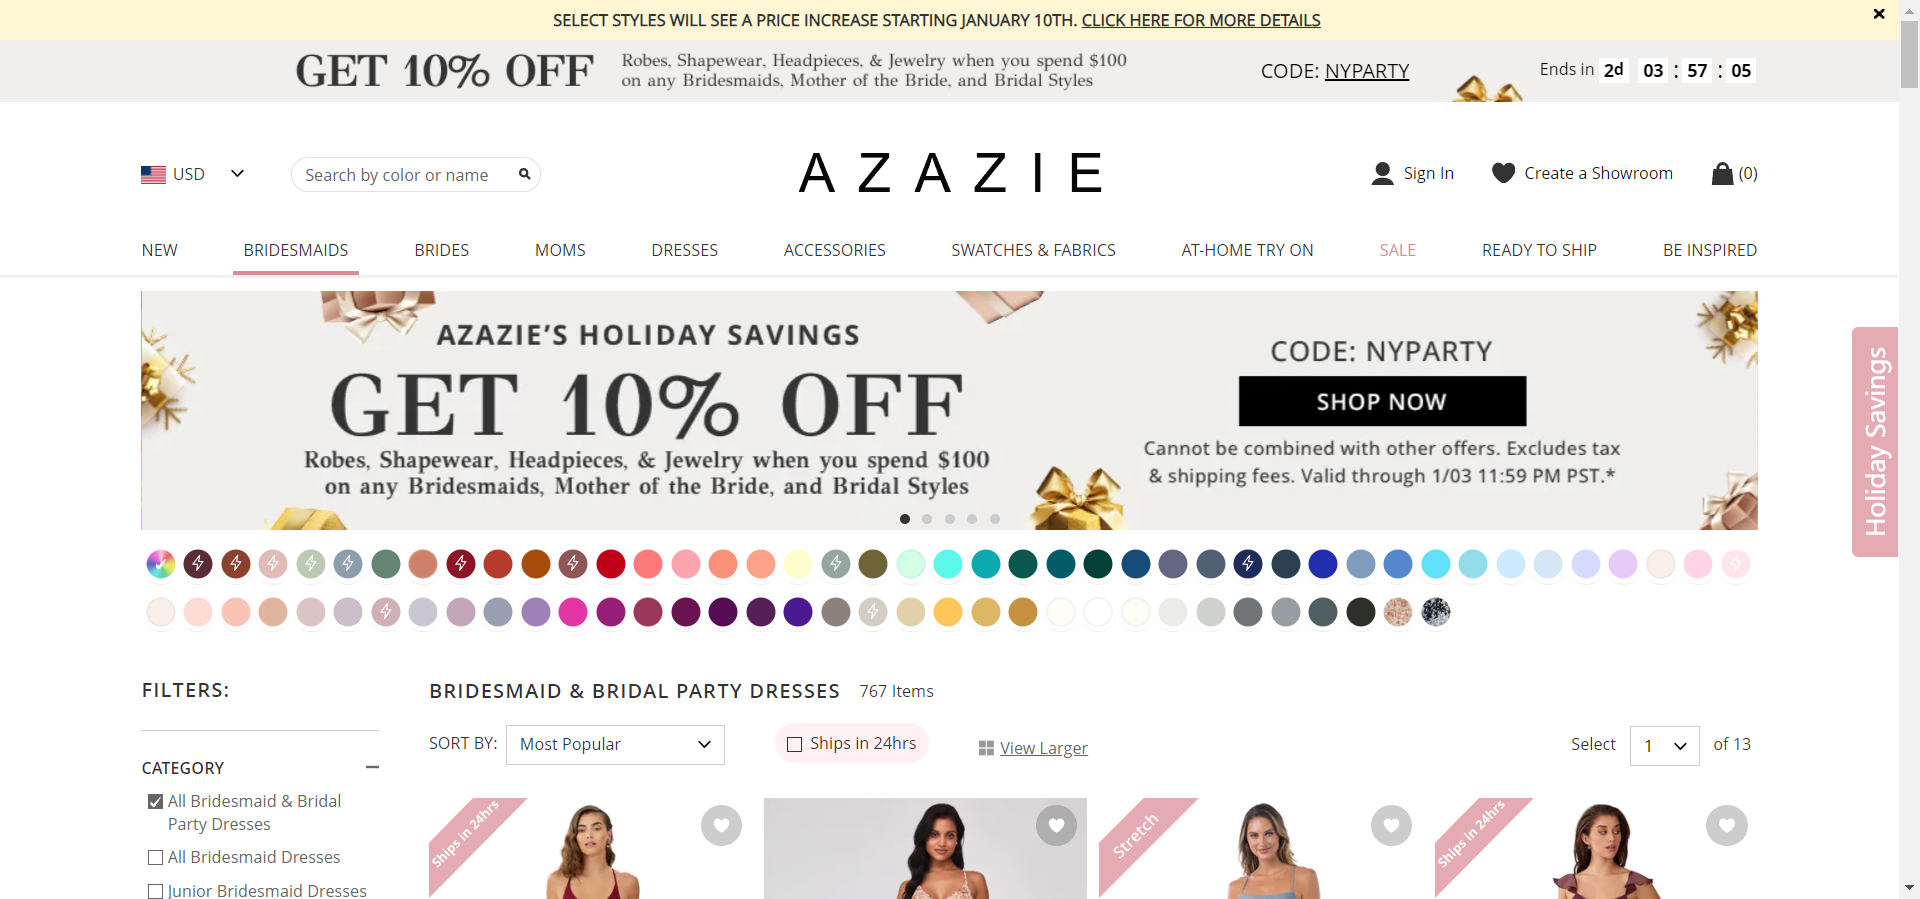 SELECT STYLES WILL SEE A PRICE INCREASE STARTING JANUARY 10TH. CLICK HERE FOR MORE DETAILS
GET 10% OFF
Robes, Shapewear, Headpieces, & Jewelry when you spend $100
on any Bridesmaids, Mother of the Bride, and Bridal Styles
CODE: NYPARTY
Ends in 2d 03 : 57 : 05
USD
Search by color or name
AZAZIE
Sign In
Create a Showroom
(0)
NEW BRIDESMAIDS BRIDES MOMS DRESSES ACCESSORIES SWATCHES & FABRICS AT-HOME TRY ON SALE READY TO SHIP BE INSPIRED
AZAZIE'S HOLIDAY SAVINGS
GET 10% OFF
Robes, Shapewear, Headpieces, & Jewelry when you spend $100
on any Bridesmaids, Mother of the Bride, and Bridal Styles
CODE: NYPARTY
SHOP NOW
Cannot be combined with other offers. Excludes tax
& shipping fees. Valid through 1/03 11:59 PM PST.*
Holiday Savings
FILTERS:
CATEGORY
All Bridesmaid & Bridal
Party Dresses
All Bridesmaid Dresses
Junior Bridesmaid Dresses
BRIDESMAID & BRIDAL PARTY DRESSES 767 Items
SORT BY: Most Popular
Ships in 24hrs
View Larger
Select 1 of 13
Ships in 24hrs
Stretch
Ships in 24hrs